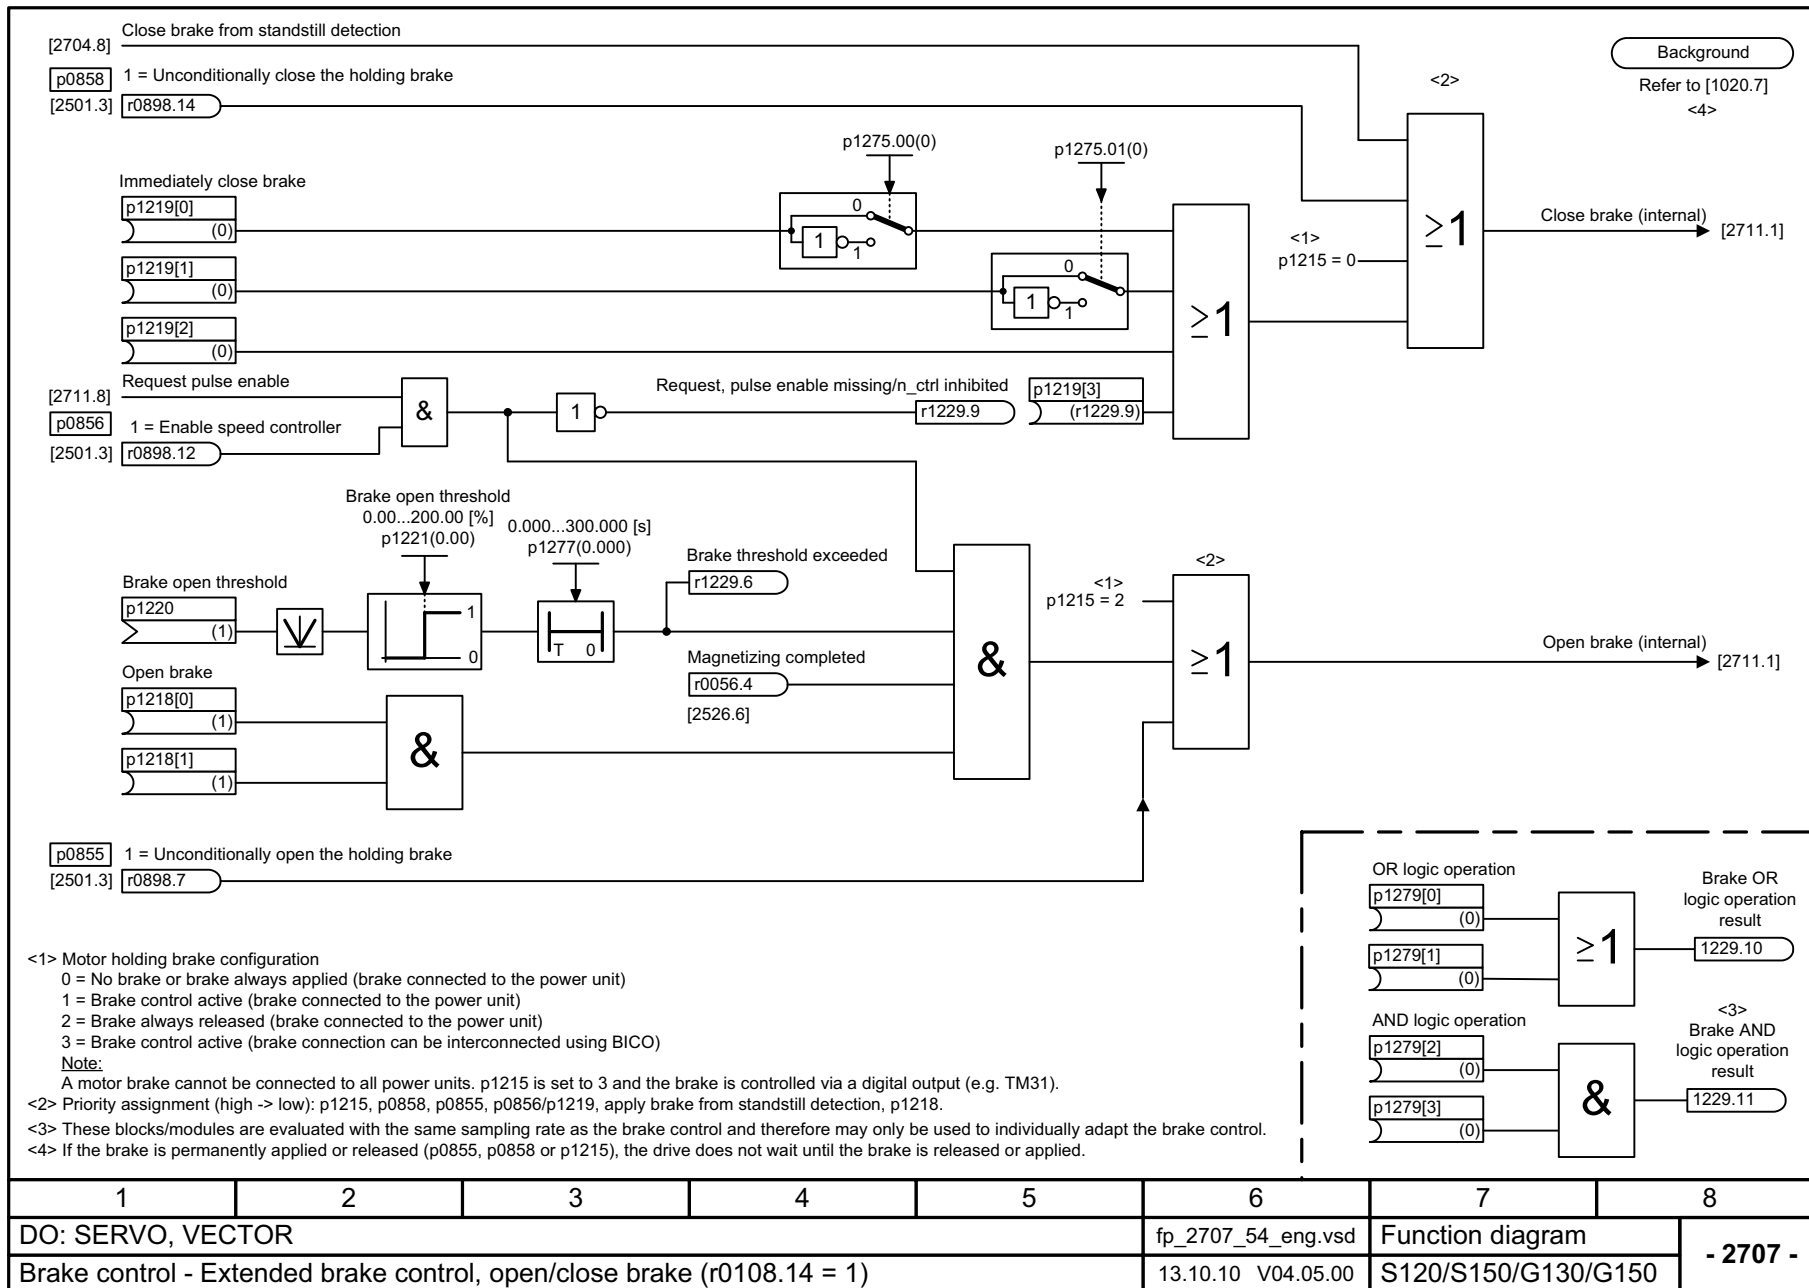 Close brake from standstill detection
[2704.8]
p0858 1 = Unconditionally close the holding brake
[2501.3] r0898.14
<2>
Background
Refer to [1020.7]
<4>
p1275.00(0)
p1275.01(0)
Immediately close brake
p1219[0]
(0)
0
1
1
p1219[1]
(0)
0
1
1
p1219[2]
(0)
≥1
<1>
p1215 = 0
≥1
Close brake (internal)
[2711.1]
Request pulse enable
[2711.8]
p0856 1 = Enable speed controller
[2501.3] r0898.12
&
1
Request, pulse enable missing/n_ctrl inhibited
r1229.9
p1219[3]
(r1229.9)
Brake open threshold
0.00...200.00 [%]
p1221(0.00)
0.000...300.000 [s]
p1277(0.000)
Brake threshold exceeded
r1229.6
Brake open threshold
p1220
(1)
1
0
T 0
Magnetizing completed
r0056.4
[2526.6]
&
<1>
p1215 = 2
<2>
≥1
Open brake (internal)
[2711.1]
Open brake
p1218[0]
(1)
p1218[1]
(1)
&
p0855 1 = Unconditionally open the holding brake
[2501.3] r0898.7
OR logic operation
p1279[0]
(0)
p1279[1]
(0)
≥1
Brake OR
logic operation
result
1229.10
AND logic operation
p1279[2]
(0)
p1279[3]
(0)
&
<3>
Brake AND
logic operation
result
1229.11
<1> Motor holding brake configuration
0 = No brake or brake always applied (brake connected to the power unit)
1 = Brake control active (brake connected to the power unit)
2 = Brake always released (brake connected to the power unit)
3 = Brake control active (brake connection can be interconnected using BICO)
Note:
A motor brake cannot be connected to all power units. p1215 is set to 3 and the brake is controlled via a digital output (e.g. TM31).
<2> Priority assignment (high -> low): p1215, p0858, p0855, p0856/p1219, apply brake from standstill detection, p1218.
<3> These blocks/modules are evaluated with the same sampling rate as the brake control and therefore may only be used to individually adapt the brake control.
<4> If the brake is permanently applied or released (p0855, p0858 or p1215), the drive does not wait until the brake is released or applied.
1 2 3 4 5 6 7 8
DO: SERVO, VECTOR
fp_2707_54_eng.vsd
Function diagram
- 2707 -
Brake control - Extended brake control, open/close brake (r0108.14 = 1)
13.10.10 V04.05.00
S120/S150/G130/G150